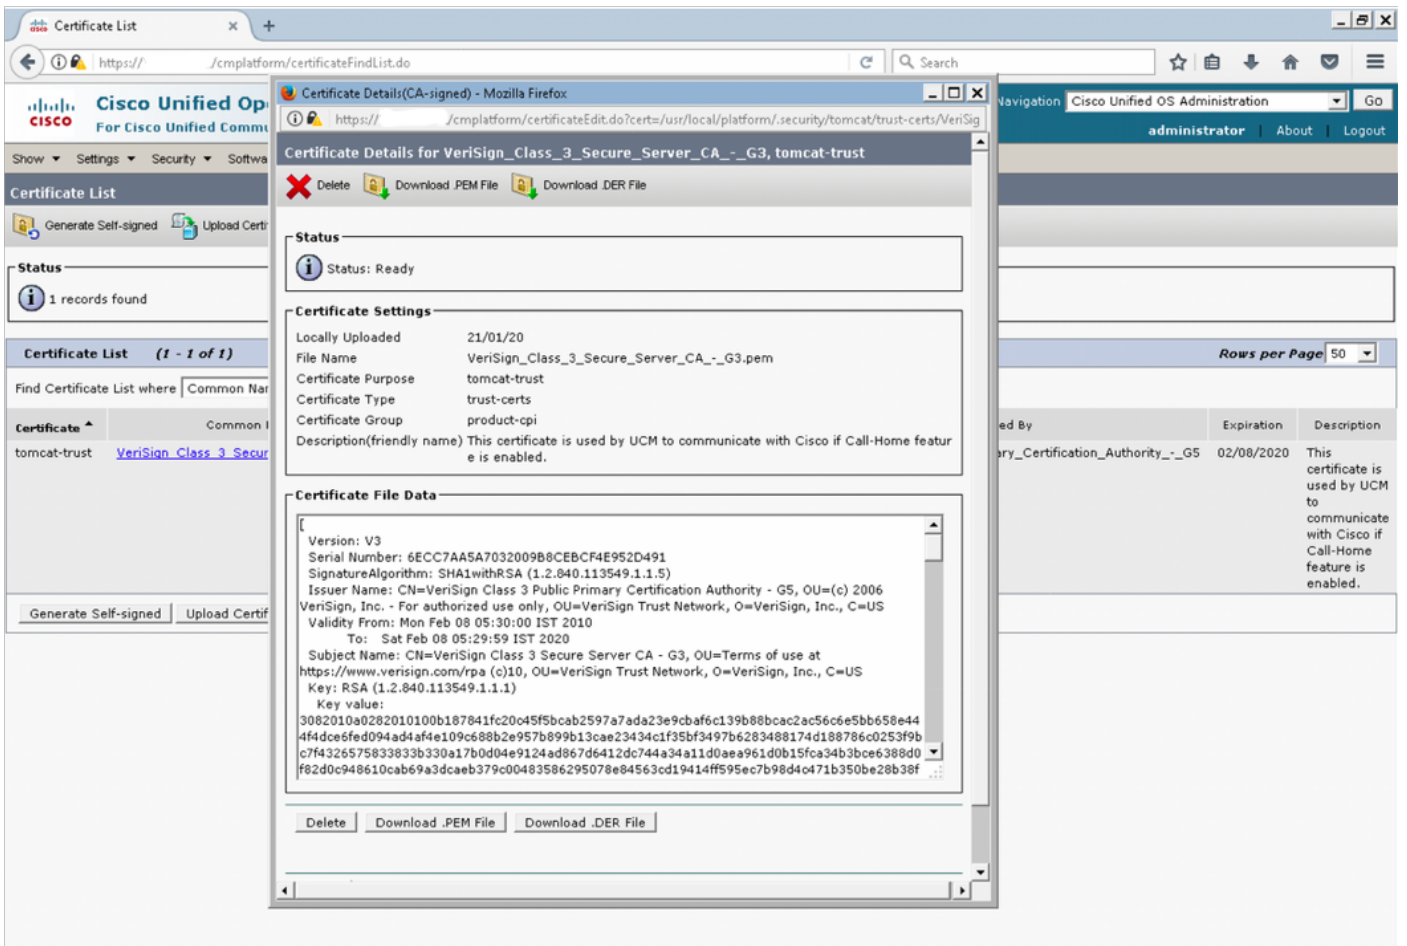 Certificate List
https:// /cmplatform/certificateFindList.do
Search
CISCO
Cisco Unified Op
For Cisco Unified Commu
Navigation Cisco Unified OS Administration Go
administrator | About | Logout
Show Settings Security Softwa
Certificate List
Generate Self-signed Upload Certif
Status
1 records found
Certificate List (1 - 1 of 1)
Rows per Page 50
Find Certificate List where Common Nar
Certificate Common
ed By Expiration Description
tomcat-trust VeriSign_Class_3_Secur
ary_Certification_Authority_-_G5 02/08/2020 This
certificate is
used by UCM
to
communicate
with Cisco if
Call-Home
feature is
enabled.
Generate Self-signed Upload Certif
Certificate Details(CA-signed) - Mozilla Firefox
https:// /cmplatform/certificateEdit.do?cert=/usr/local/platform/.security/tomcat/trust-certs/VeriSig
Certificate Details for VeriSign_Class_3_Secure_Server_CA_-_G3, tomcat-trust
Delete Download .PEM File Download .DER File
Status
Status: Ready
Certificate Settings
Locally Uploaded 21/01/20
File Name VeriSign_Class_3_Secure_Server_CA_-_G3.pem
Certificate Purpose tomcat-trust
Certificate Type trust-certs
Certificate Group product-cpi
Description(friendly name) This certificate is used by UCM to communicate with Cisco if Call-Home featur
e is enabled.
Certificate File Data
[
Version: V3
Serial Number: 6ECC7AA5A7032009B8CEBCF4E952D491
SignatureAlgorithm: SHA1withRSA (1.2.840.113549.1.1.5)
Issuer Name: CN=VeriSign Class 3 Public Primary Certification Authority - G5, OU=(c) 2006
VeriSign, Inc. - For authorized use only, OU=VeriSign Trust Network, O=VeriSign, Inc., C=US
Validity From: Mon Feb 08 05:30:00 IST 2010
To: Sat Feb 08 05:29:59 IST 2020
Subject Name: CN=VeriSign Class 3 Secure Server CA - G3, OU=Terms of use at
https://www.verisign.com/rpa (c)10, OU=VeriSign Trust Network, O=VeriSign, Inc., C=US
Key: RSA (1.2.840.113549.1.1.1)
Key value:
3082010a0282010100b187841fc20c45f5bcab2597a7ada23e9cbaf6c139b88bcac2ac56c6e5bb658e44
4f4dce6fed094ad4af4e109c688b2e957b899b13cae23434c1f35bf3497b6283488174d188786c0253f9b
c7f4326575833833b330a17b0d04e9124ad867d6412dc744a34a11d0aea961d0b15fca34b3bce6388d0
f82d0c948610cab69a3dcaeb379c00483586295078e84563cd19414ff595ec7b98d4c471b350be28b38f
Delete Download .PEM File Download .DER File